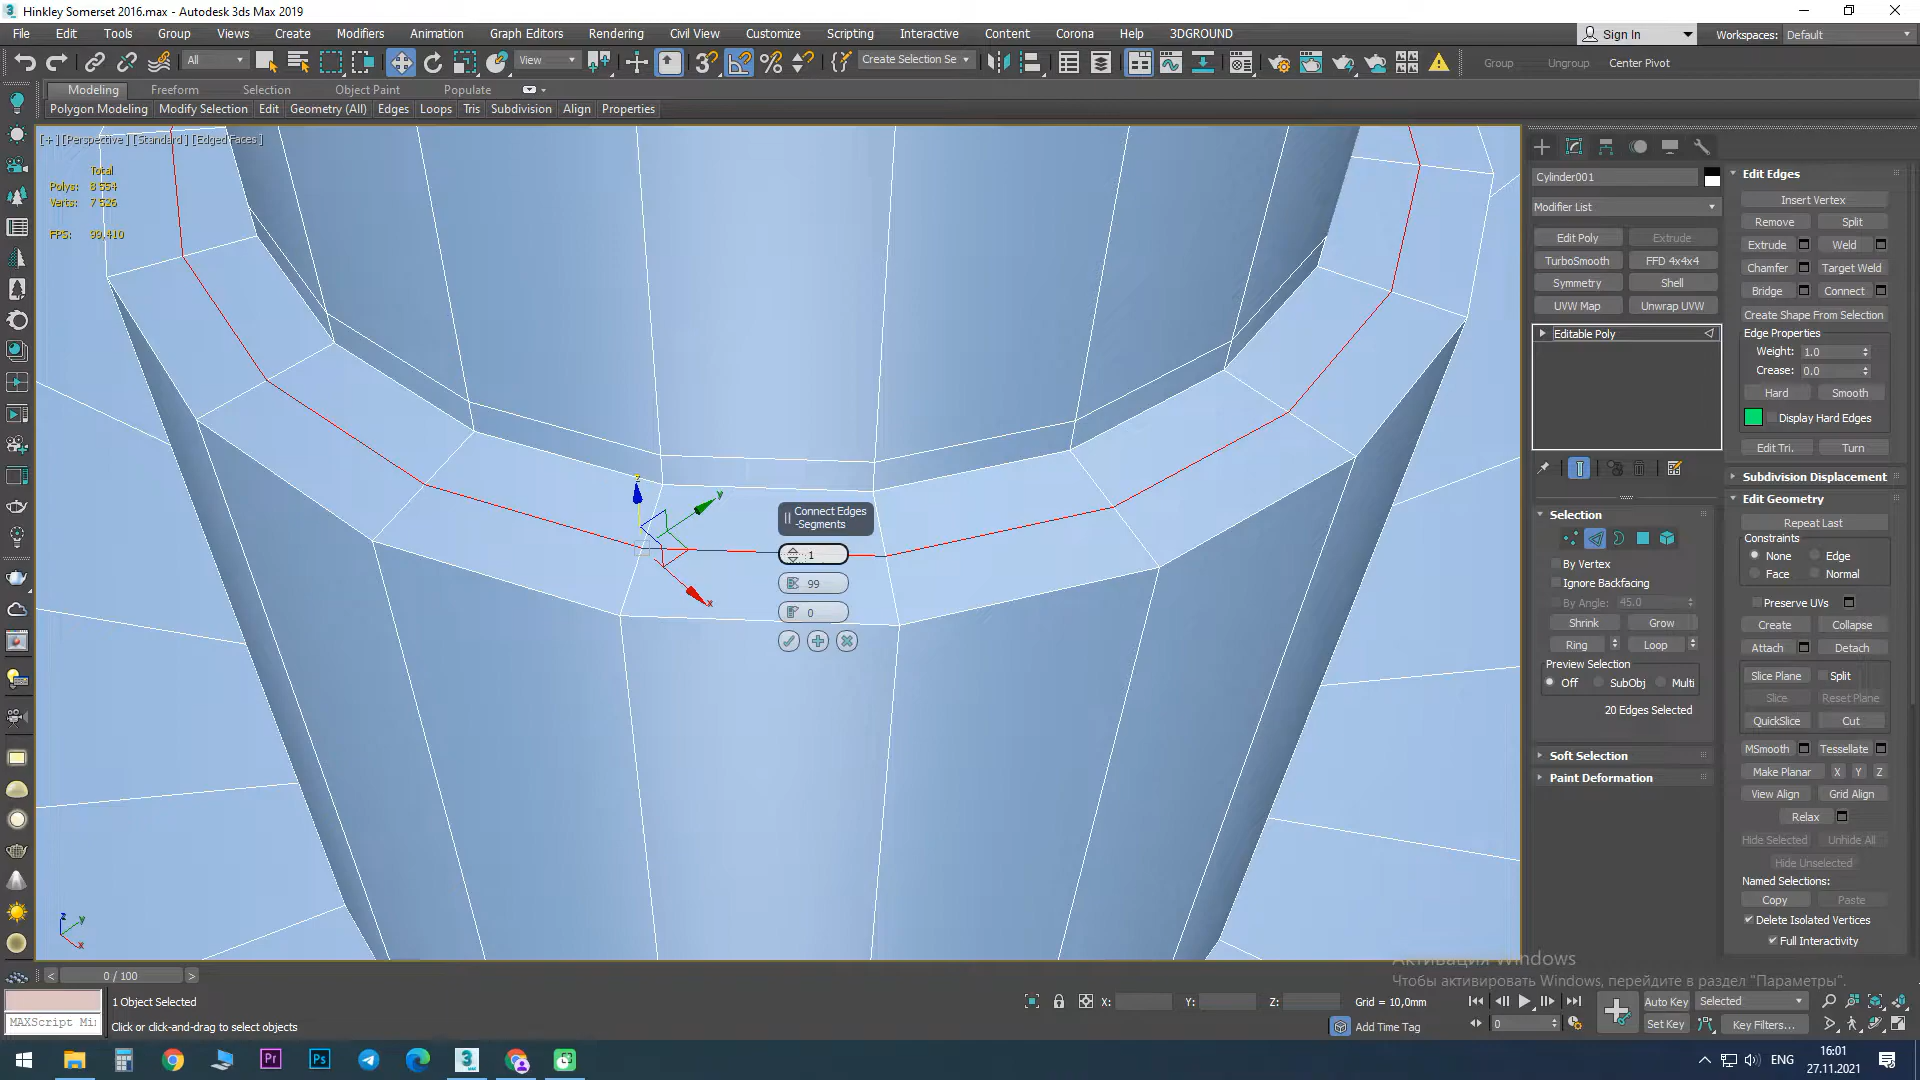 Hinkley Somerset 2016.max - Autodesk 3ds Max 2019
File Edit Tools Group Views Create Modifiers Animation Graph Editors Rendering Civil View Customize Scripting Interactive Content Corona Help 3DGROUND
Sign In Workspaces: Default
All View Create Selection Se Group Ungroup Center Pivot
Modeling Freeform Selection Object Paint Populate
Polygon Modeling Modify Selection Edit Geometry (All) Edges Loops Tris Subdivision Align Properties
[+] [Perspective ] [Standard ] [Edged Faces ]
Total
Polys: 8 554
Verts: 7 526
FPS: 99,410
z
y
x
Connect Edges
-Segments
1
99
0
z
y
x
Cylinder001
Modifier List
Edit Poly Extrude
TurboSmooth FFD 4x4x4
Symmetry Shell
UVW Map Unwrap UVW
Editable Poly
Selection
By Vertex
Ignore Backfacing
By Angle: 45.0
Shrink Grow
Ring Loop
Preview Selection
Off SubObj Multi
20 Edges Selected
Soft Selection
Paint Deformation
Edit Edges
Insert Vertex
Remove Split
Extrude Weld
Chamfer Target Weld
Bridge Connect
Create Shape From Selection
Edge Properties
Weight: 1.0
Crease: 0.0
Hard Smooth
Display Hard Edges
Edit Tri. Turn
Subdivision Displacement
Edit Geometry
Repeat Last
Constraints
None Edge
Face Normal
Preserve UVs
Create Collapse
Attach Detach
Slice Plane Split
Slice Reset Plane
QuickSlice Cut
MSmooth Tessellate
Make Planar X Y Z
View Align Grid Align
Relax
Hide Selected Unhide All
Hide Unselected
Named Selections:
Copy Paste
Delete Isolated Vertices
Full Interactivity
Активация Windows
Чтобы активировать Windows, перейдите в раздел "Параметры".
< 0 / 100 >
1 Object Selected
X: Y: Z: Grid = 10,0mm
Auto Key Selected
MAXScript Min
Click or click-and-drag to select objects
Add Time Tag
0
Set Key Key Filters...
Pr Ps 3
ENG
16:01
27.11.2021